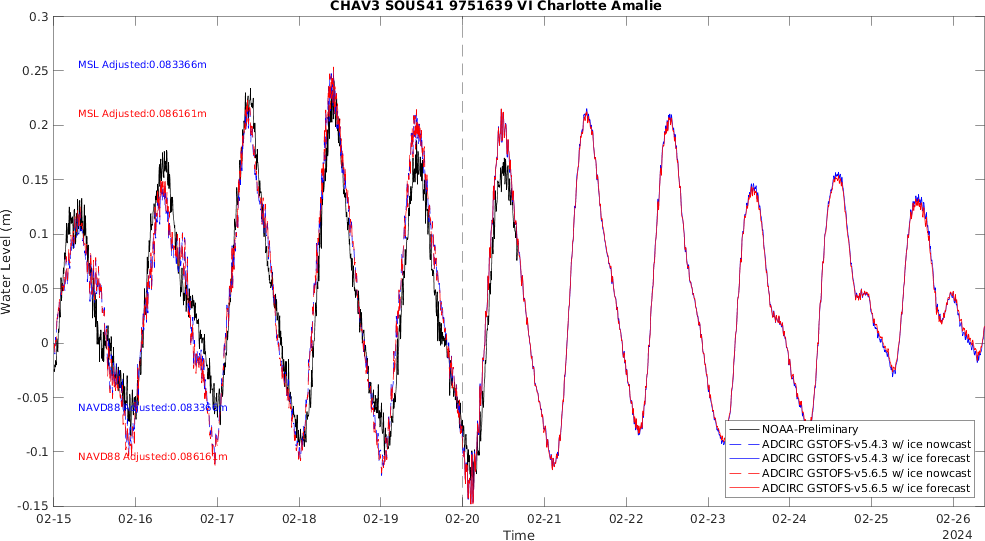 CHAV3 SOUS41 9751639 VI Charlotte Amalie
0.3
0.25
0.2
0.15
0.1
0.05
0
-0.05
-0.1
-0.15
Water Level (m)
MSL Adjusted:0.083366m
MSL Adjusted:0.086161m
NAVD88 Adjusted:0.083366m
NAVD88 Adjusted:0.086161m
NOAA-Preliminary
ADCIRC GSTOFS-v5.4.3 w/ ice nowcast
ADCIRC GSTOFS-v5.4.3 w/ ice forecast
ADCIRC GSTOFS-v5.6.5 w/ ice nowcast
ADCIRC GSTOFS-v5.6.5 w/ ice forecast
02-15 02-16 02-17 02-18 02-19 02-20 02-21 02-22 02-23 02-24 02-25 02-26
Time
2024